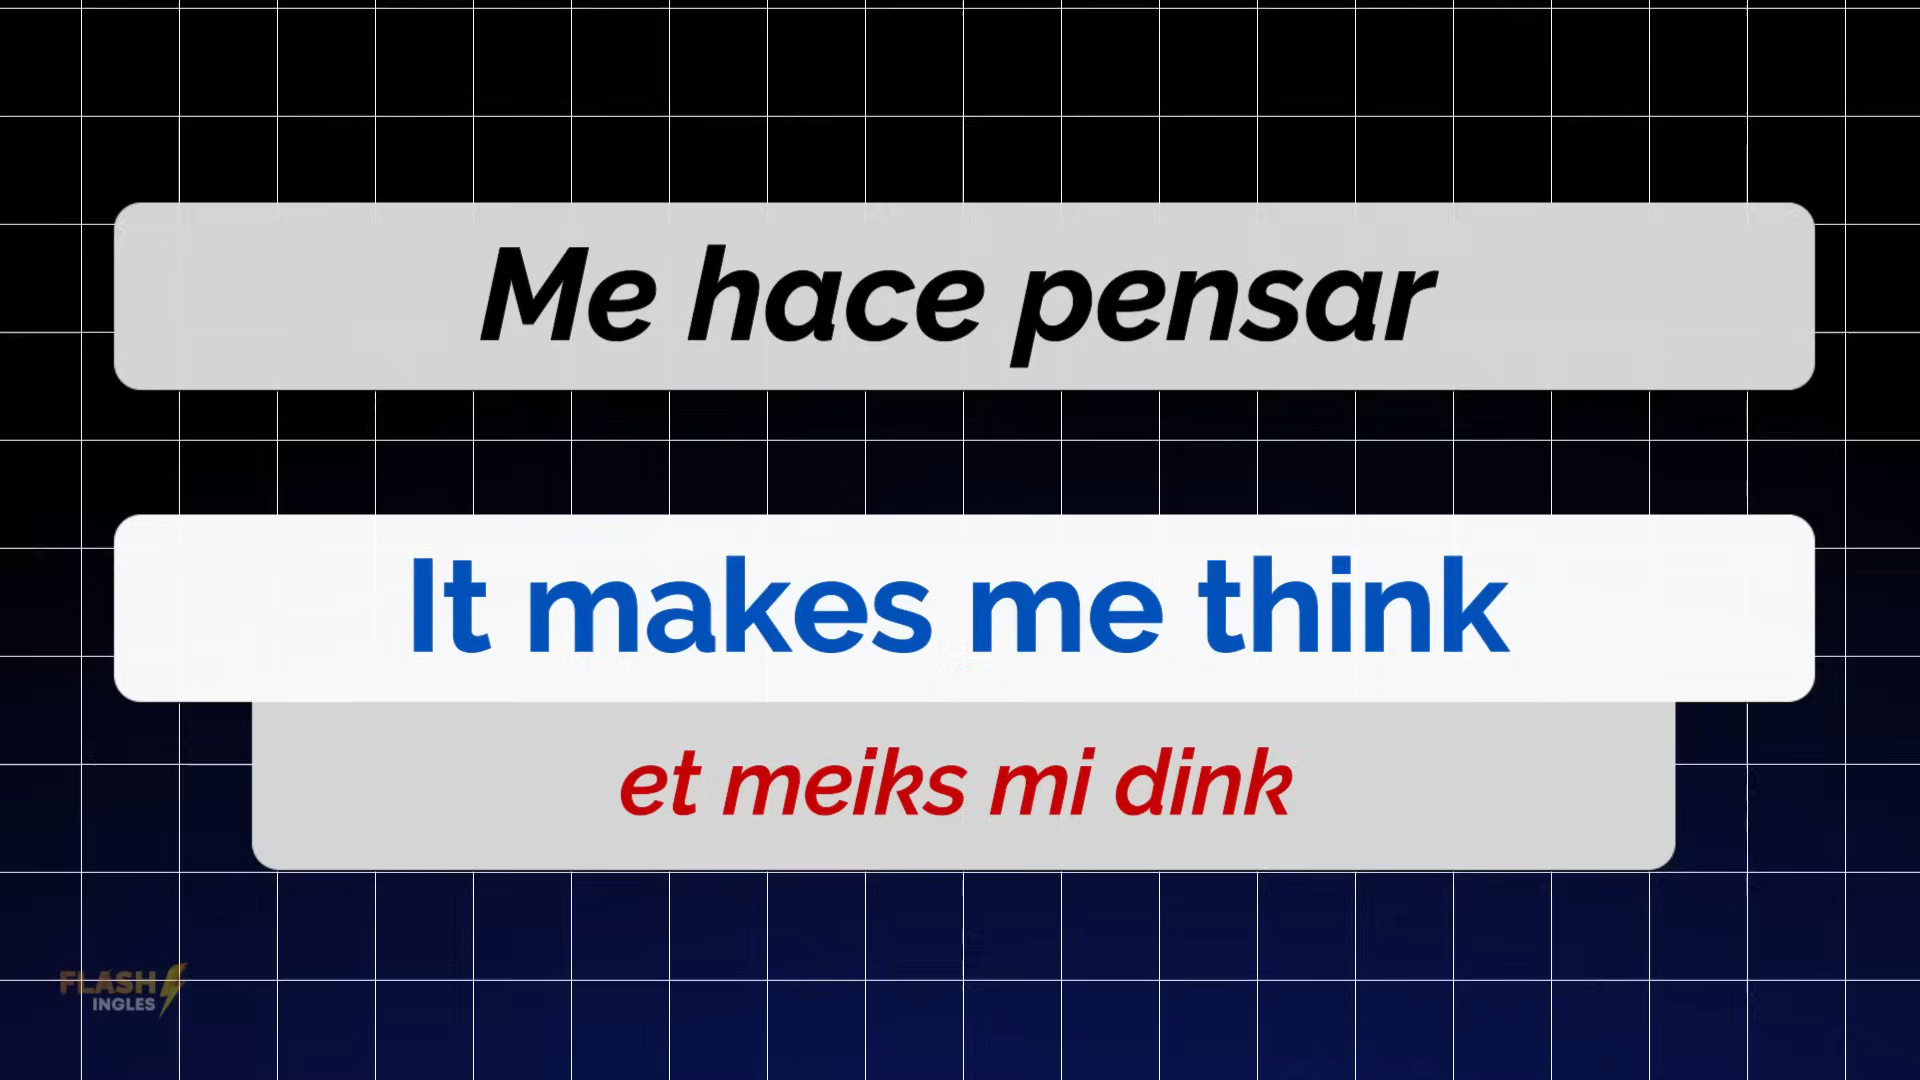 Me hace pensar
It makes me think
et meiks mi dink
FLASH
INGLES